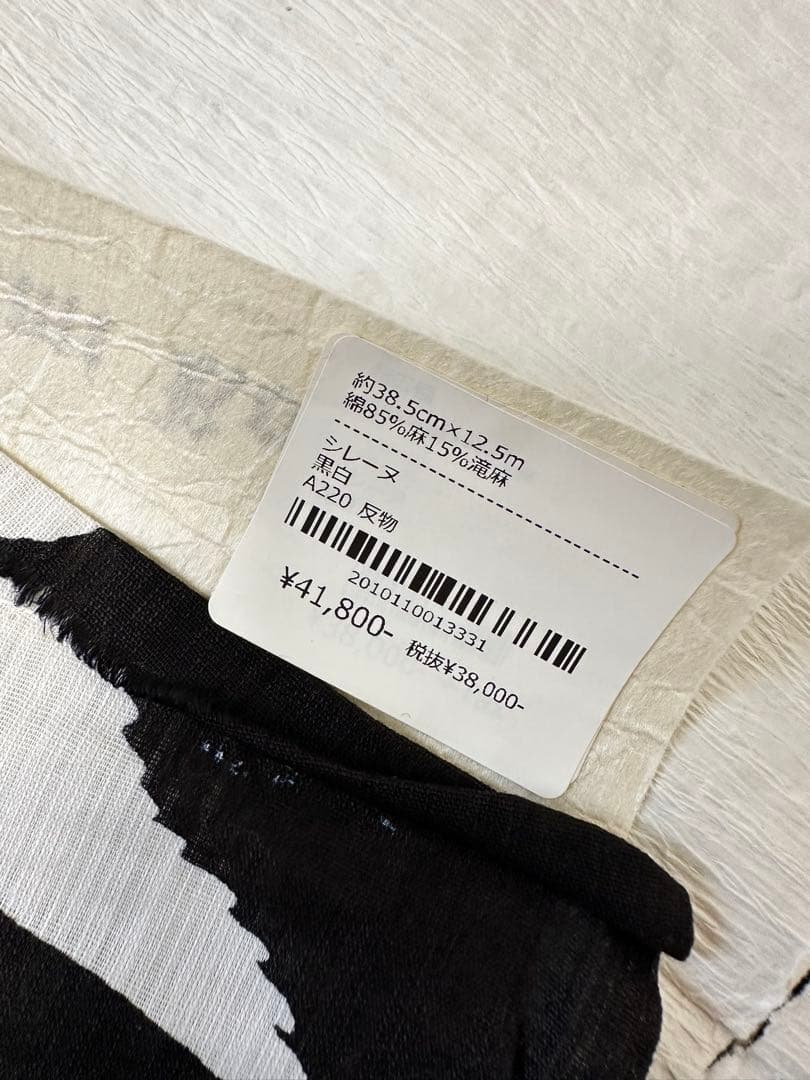 約38.5cm×12.5m
綿85%麻15%滝麻
シレーヌ
黒白
A220 反物
2010110013331
¥41,800-
税抜¥38,000-